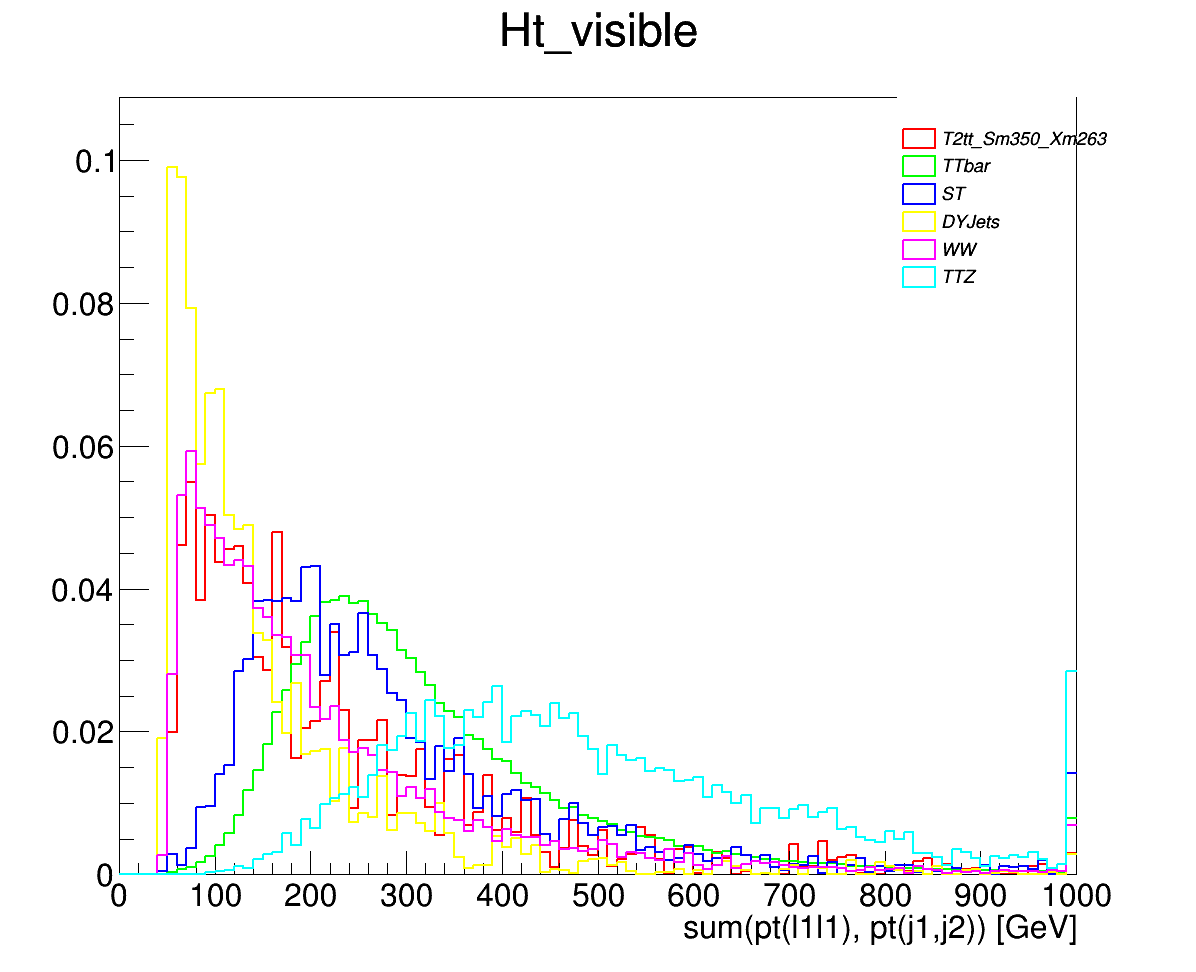 Ht_visible
T2tt_Sm350_Xm263
TTbar
ST
DYJets
WW
TTZ
0.1
0.08
0.06
0.04
0.02
0
0 100 200 300 400 500 600 700 800 900 1000
sum(pt(l1l1), pt(j1,j2)) [GeV]